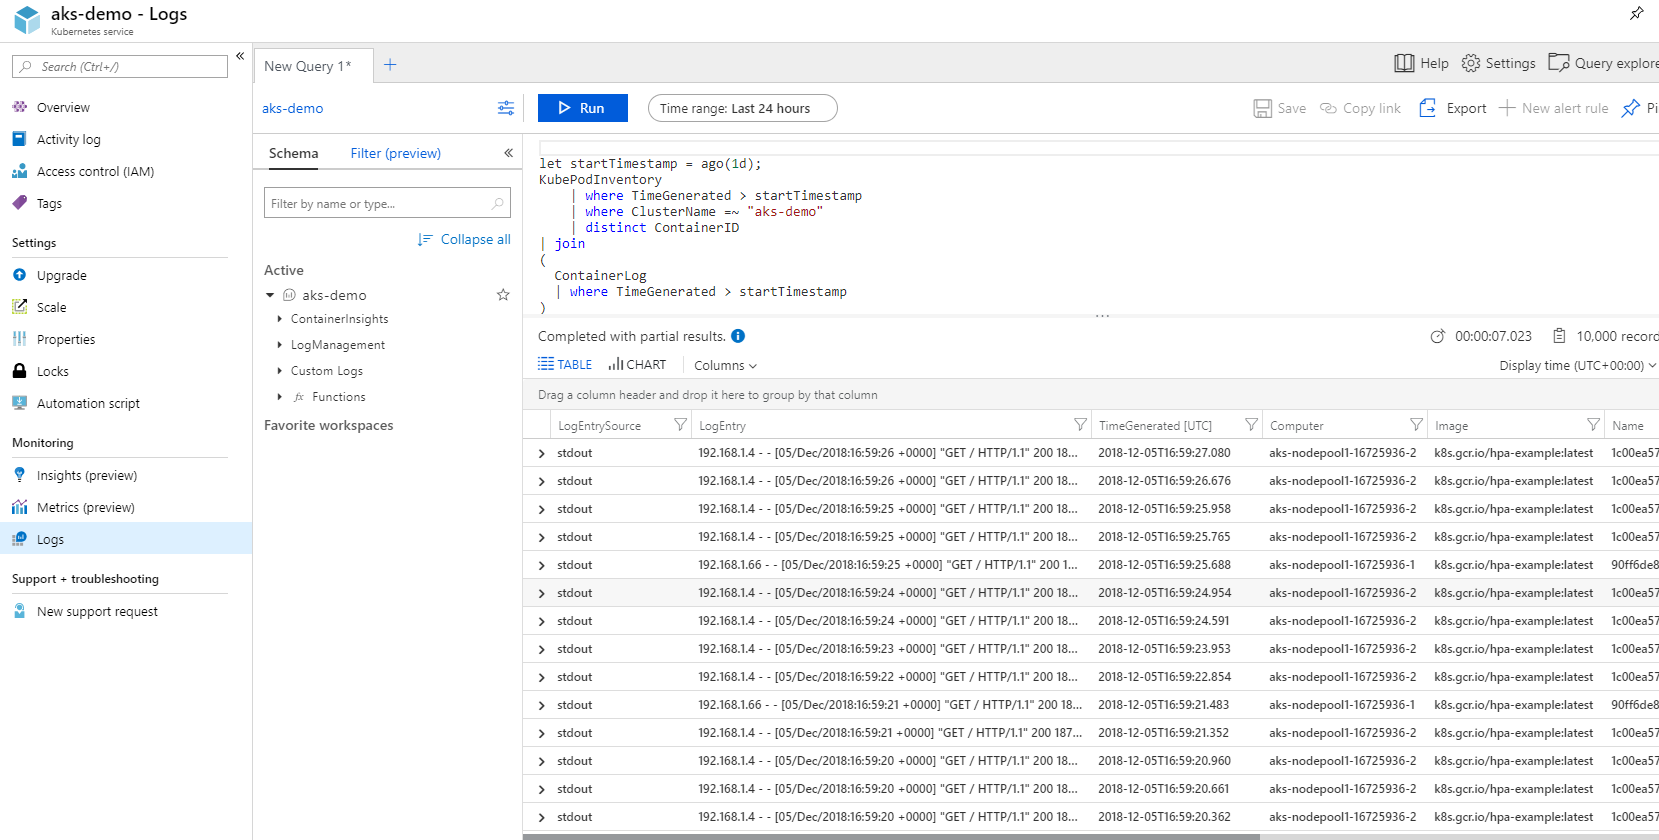 aks-demo - Logs
Kubernetes service
Search (Ctrl+/)
«
Overview
Activity log
Access control (IAM)
Tags
Settings
Upgrade
Scale
Properties
Locks
Automation script
Monitoring
Insights (preview)
Metrics (preview)
Logs
Support + troubleshooting
New support request
New Query 1*
+
Help
Settings
Query explore
aks-demo
Run
Time range: Last 24 hours
Save
Copy link
Export
New alert rule
Pi
Schema
Filter (preview)
«
Filter by name or type...
Collapse all
Active
aks-demo
ContainerInsights
LogManagement
Custom Logs
fx Functions
Favorite workspaces
let startTimestamp = ago(1d);
KubePodInventory
| where TimeGenerated > startTimestamp
| where ClusterName =~ "aks-demo"
| distinct ContainerID
| join
(
ContainerLog
| where TimeGenerated > startTimestamp
)
...
Completed with partial results.
00:00:07.023
10,000 record
TABLE
CHART
Columns
Display time (UTC+00:00)
Drag a column header and drop it here to group by that column
LogEntrySource LogEntry TimeGenerated [UTC] Computer Image Name
stdout 192.168.1.4 - - [05/Dec/2018:16:59:26 +0000] "GET / HTTP/1.1" 200 18... 2018-12-05T16:59:27.080 aks-nodepool1-16725936-2 k8s.gcr.io/hpa-example:latest 1c00ea57
stdout 192.168.1.4 - - [05/Dec/2018:16:59:26 +0000] "GET / HTTP/1.1" 200 18... 2018-12-05T16:59:26.676 aks-nodepool1-16725936-2 k8s.gcr.io/hpa-example:latest 1c00ea57
stdout 192.168.1.4 - - [05/Dec/2018:16:59:25 +0000] "GET / HTTP/1.1" 200 18... 2018-12-05T16:59:25.958 aks-nodepool1-16725936-2 k8s.gcr.io/hpa-example:latest 1c00ea57
stdout 192.168.1.4 - - [05/Dec/2018:16:59:25 +0000] "GET / HTTP/1.1" 200 18... 2018-12-05T16:59:25.765 aks-nodepool1-16725936-2 k8s.gcr.io/hpa-example:latest 1c00ea57
stdout 192.168.1.66 - - [05/Dec/2018:16:59:25 +0000] "GET / HTTP/1.1" 200 1... 2018-12-05T16:59:25.688 aks-nodepool1-16725936-1 k8s.gcr.io/hpa-example:latest 90ff6de8
stdout 192.168.1.4 - - [05/Dec/2018:16:59:24 +0000] "GET / HTTP/1.1" 200 18... 2018-12-05T16:59:24.954 aks-nodepool1-16725936-2 k8s.gcr.io/hpa-example:latest 1c00ea57
stdout 192.168.1.4 - - [05/Dec/2018:16:59:24 +0000] "GET / HTTP/1.1" 200 18... 2018-12-05T16:59:24.591 aks-nodepool1-16725936-2 k8s.gcr.io/hpa-example:latest 1c00ea57
stdout 192.168.1.4 - - [05/Dec/2018:16:59:23 +0000] "GET / HTTP/1.1" 200 18... 2018-12-05T16:59:23.953 aks-nodepool1-16725936-2 k8s.gcr.io/hpa-example:latest 1c00ea57
stdout 192.168.1.4 - - [05/Dec/2018:16:59:22 +0000] "GET / HTTP/1.1" 200 18... 2018-12-05T16:59:22.854 aks-nodepool1-16725936-2 k8s.gcr.io/hpa-example:latest 1c00ea57
stdout 192.168.1.66 - - [05/Dec/2018:16:59:21 +0000] "GET / HTTP/1.1" 200 18... 2018-12-05T16:59:21.483 aks-nodepool1-16725936-1 k8s.gcr.io/hpa-example:latest 90ff6de8
stdout 192.168.1.4 - - [05/Dec/2018:16:59:21 +0000] "GET / HTTP/1.1" 200 187... 2018-12-05T16:59:21.352 aks-nodepool1-16725936-2 k8s.gcr.io/hpa-example:latest 1c00ea57
stdout 192.168.1.4 - - [05/Dec/2018:16:59:20 +0000] "GET / HTTP/1.1" 200 18... 2018-12-05T16:59:20.960 aks-nodepool1-16725936-2 k8s.gcr.io/hpa-example:latest 1c00ea57
stdout 192.168.1.4 - - [05/Dec/2018:16:59:20 +0000] "GET / HTTP/1.1" 200 18... 2018-12-05T16:59:20.661 aks-nodepool1-16725936-2 k8s.gcr.io/hpa-example:latest 1c00ea57
stdout 192.168.1.4 - - [05/Dec/2018:16:59:20 +0000] "GET / HTTP/1.1" 200 18... 2018-12-05T16:59:20.362 aks-nodepool1-16725936-2 k8s.gcr.io/hpa-example:latest 1c00ea57